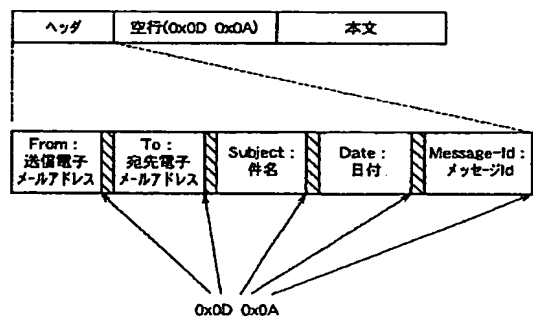 ヘッダ
空行(0x0D 0x0A)
本文
From：
送信電子
メールアドレス
To：
宛先電子
メールアドレス
Subject：
件名
Date：
日付
Message-Id：
メッセージId
0x0D 0x0A